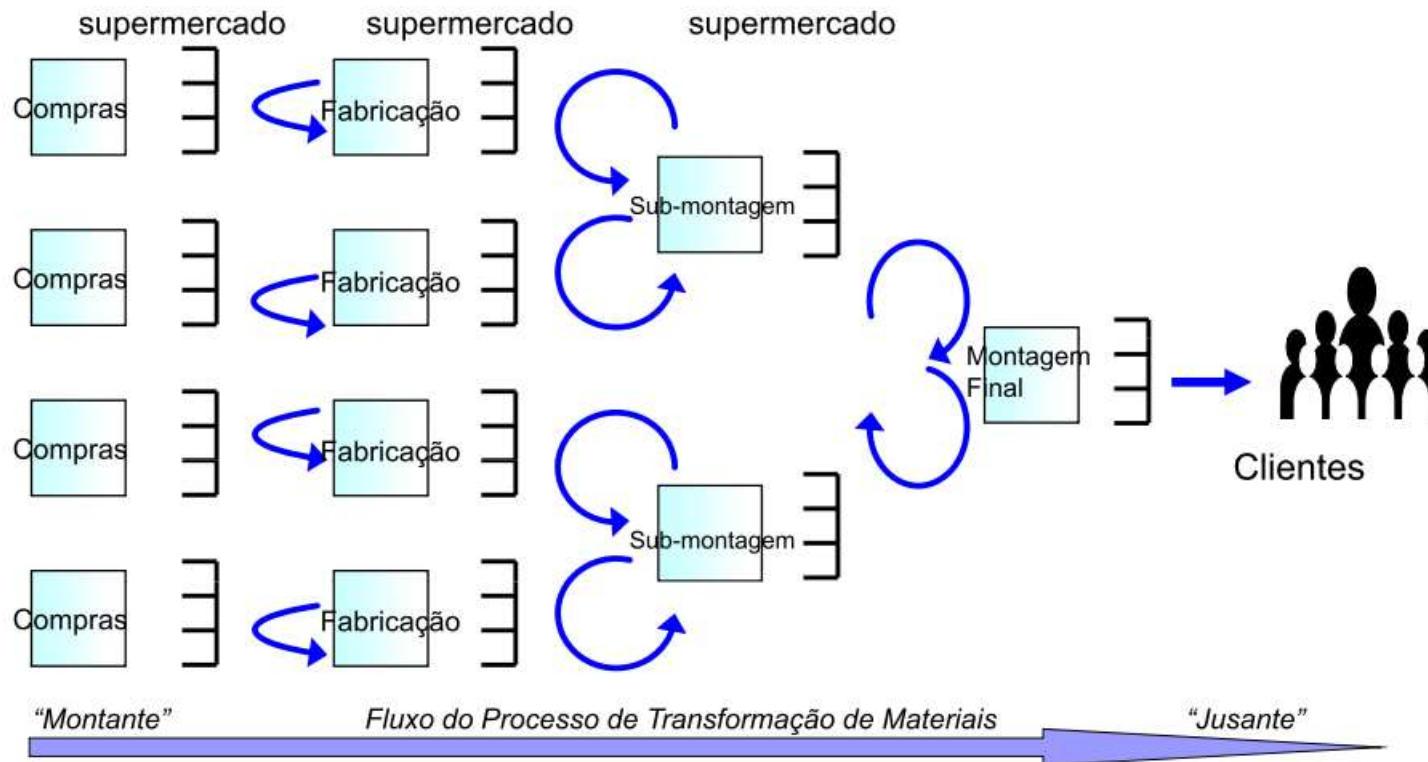 supermercado supermercado supermercado
Compras Fabricação
Sub-montagem
Compras Fabricação
Montagem
Final
Compras Fabricação
Clientes
Sub-montagem
Compras Fabricação
“Montante” Fluxo do Processo de Transformação de Materiais “Jusante”